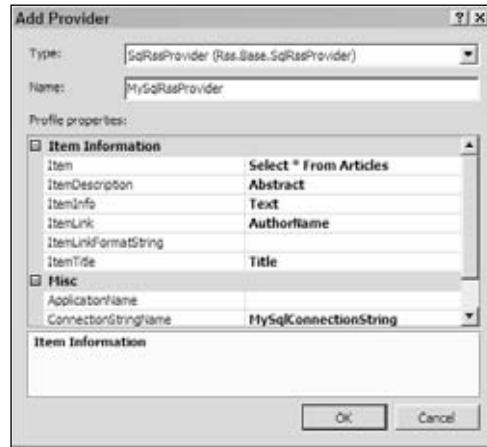 Add Provider
Type: SqlRssProvider (Rss.Base.SqlRssProvider)
Name: MySqlRssProvider
Profile properties:
Item Information
Item Select * From Articles
ItemDescription Abstract
ItemInfo Text
ItemLink AuthorName
ItemLinkFormatString
ItemTitle Title
Misc
ApplicationName
ConnectionStringName MySqlConnectionString
Item Information
OK Cancel